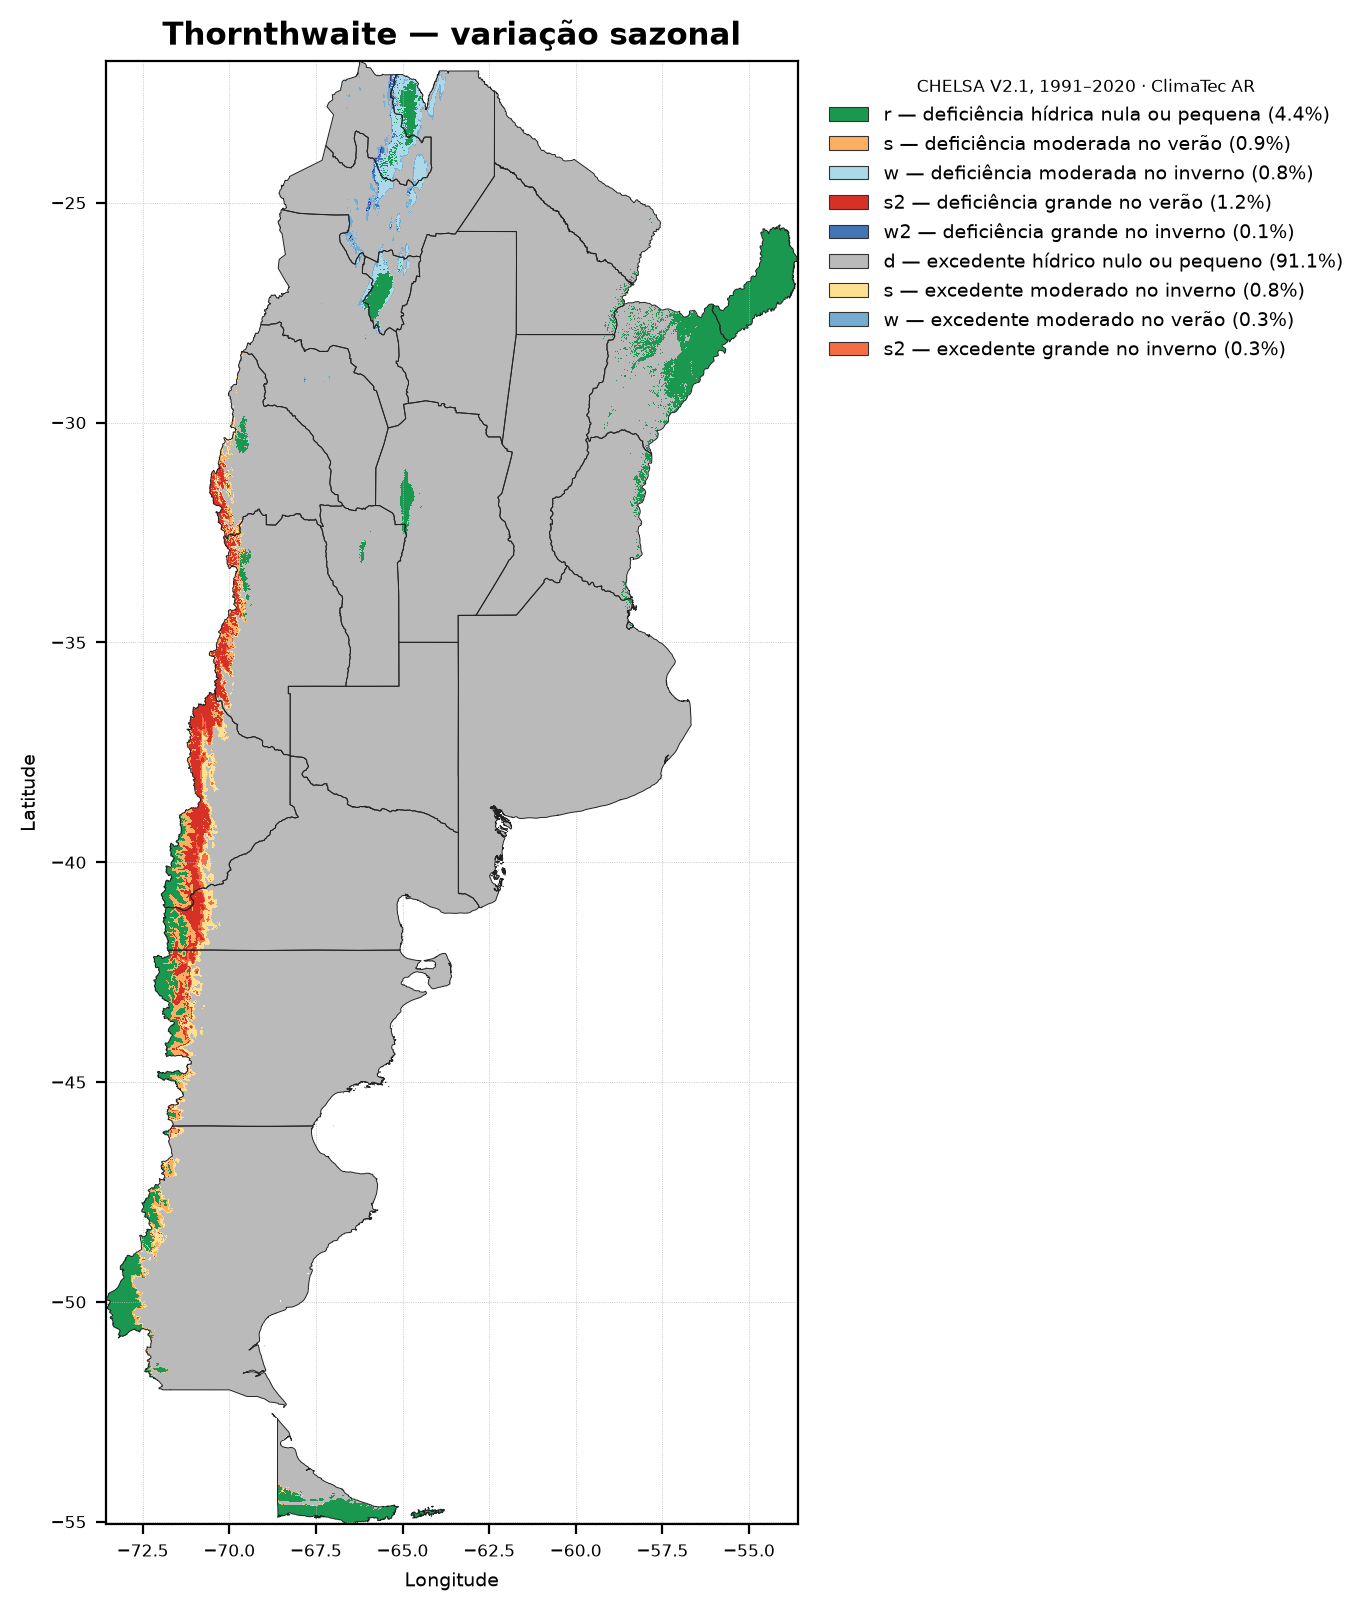 Thornthwaite — variação sazonal
CHELSA V2.1, 1991–2020 · ClimaTec AR
r — deficiência hídrica nula ou pequena (4.4%)
s — deficiência moderada no verão (0.9%)
w — deficiência moderada no inverno (0.8%)
s2 — deficiência grande no verão (1.2%)
w2 — deficiência grande no inverno (0.1%)
d — excedente hídrico nulo ou pequeno (91.1%)
s — excedente moderado no inverno (0.8%)
w — excedente moderado no verão (0.3%)
s2 — excedente grande no inverno (0.3%)
Latitude
−25
−30
−35
−40
−45
−50
−55
−72.5 −70.0 −67.5 −65.0 −62.5 −60.0 −57.5 −55.0
Longitude